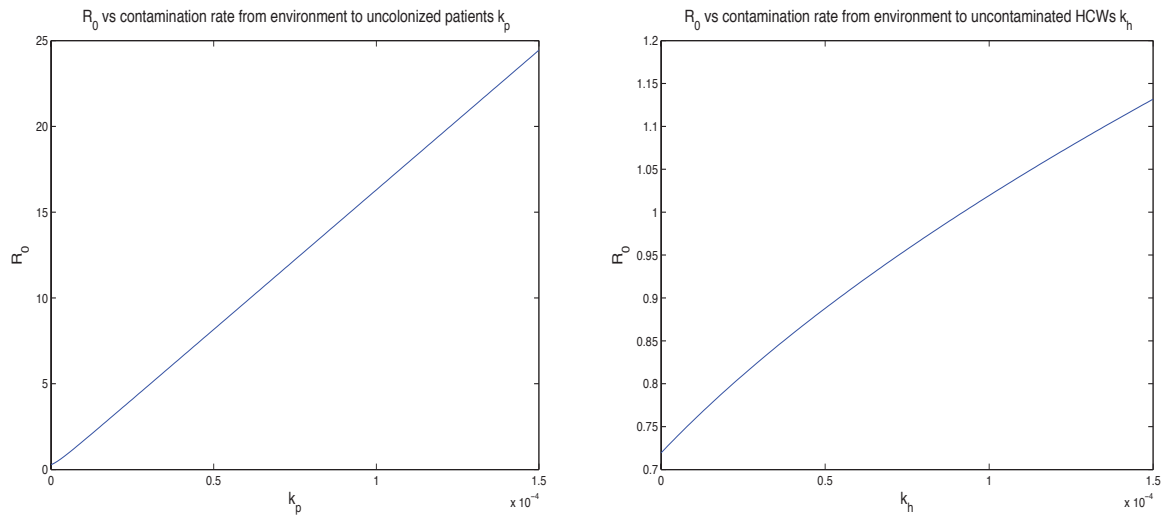 R0 vs contamination rate from environment to uncolonized patients kp
25
20
15
10
5
0
R0
0 0.5 1 1.5
x 10-4
kp
R0 vs contamination rate from environment to uncontaminated HCWs kh
1.2
1.15
1.1
1.05
1
0.95
0.9
0.85
0.8
0.75
0.7
R0
0 0.5 1 1.5
x 10-4
kh